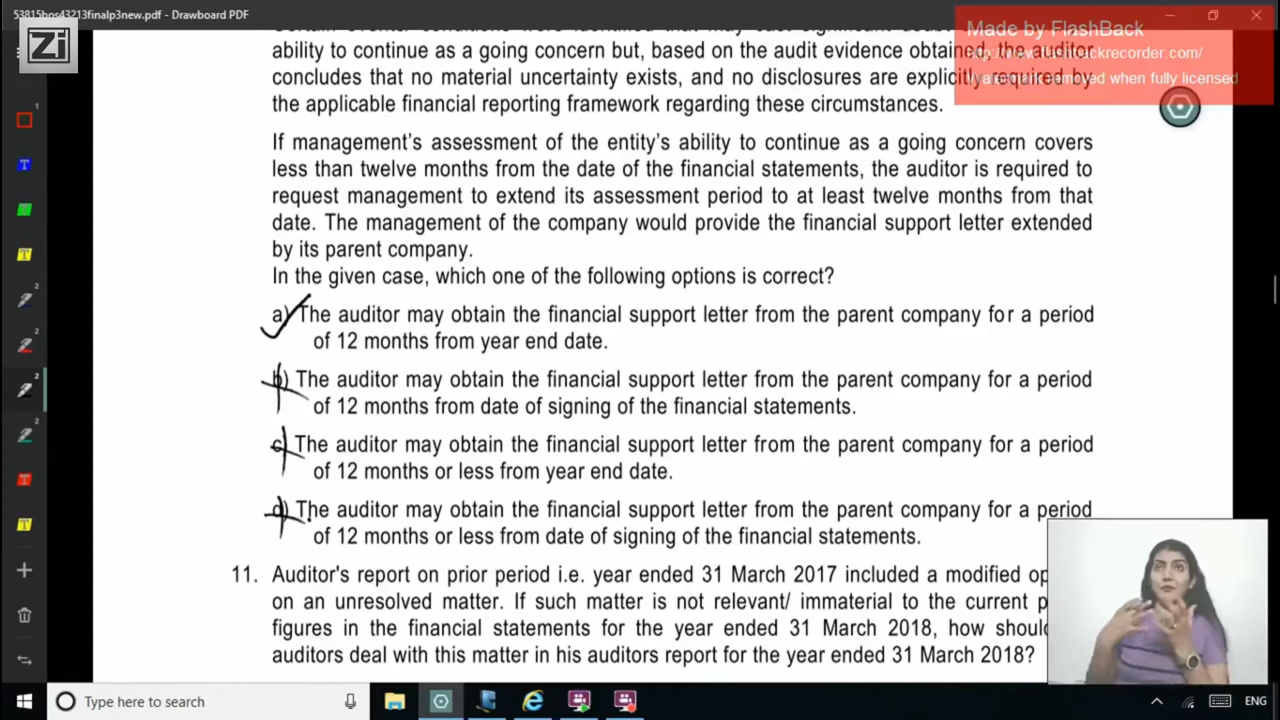 53815bos43213finalp3new.pdf - Drawboard PDF
Zi
Made by FlashBack
ability to continue as a going concern but, based on the audit evidence obtained, the auditor
concludes that no material uncertainty exists, and no disclosures are explicitly required by
removed when fully licensed
the applicable financial reporting framework regarding these circumstances.
If management's assessment of the entity's ability to continue as a going concern covers
less than twelve months from the date of the financial statements, the auditor is required to
request management to extend its assessment period to at least twelve months from that
date. The management of the company would provide the financial support letter extended
by its parent company.
In the given case, which one of the following options is correct?
a) The auditor may obtain the financial support letter from the parent company for a period
of 12 months from year end date.
b) The auditor may obtain the financial support letter from the parent company for a period
of 12 months from date of signing of the financial statements.
c) The auditor may obtain the financial support letter from the parent company for a period
of 12 months or less from year end date.
d) The auditor may obtain the financial support letter from the parent company for a period
of 12 months or less from date of signing of the financial statements.
11. Auditor's report on prior period i.e. year ended 31 March 2017 included a modified op
on an unresolved matter. If such matter is not relevant/ immaterial to the current p
figures in the financial statements for the year ended 31 March 2018, how shoul
auditors deal with this matter in his auditors report for the year ended 31 March 2018?
Type here to search
ENG